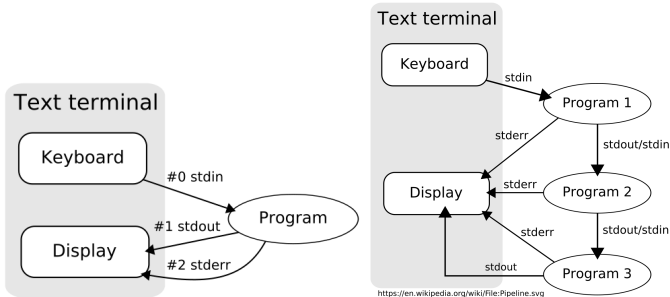 Text terminal
Keyboard
#0 stdin
Program
#1 stdout
Display
#2 stderr
Text terminal
Keyboard
stdin
Program 1
stderr
stdout/stdin
Display
stderr
Program 2
stderr
stdout/stdin
stdout
Program 3
https://en.wikipedia.org/wiki/File:Pipeline.svg